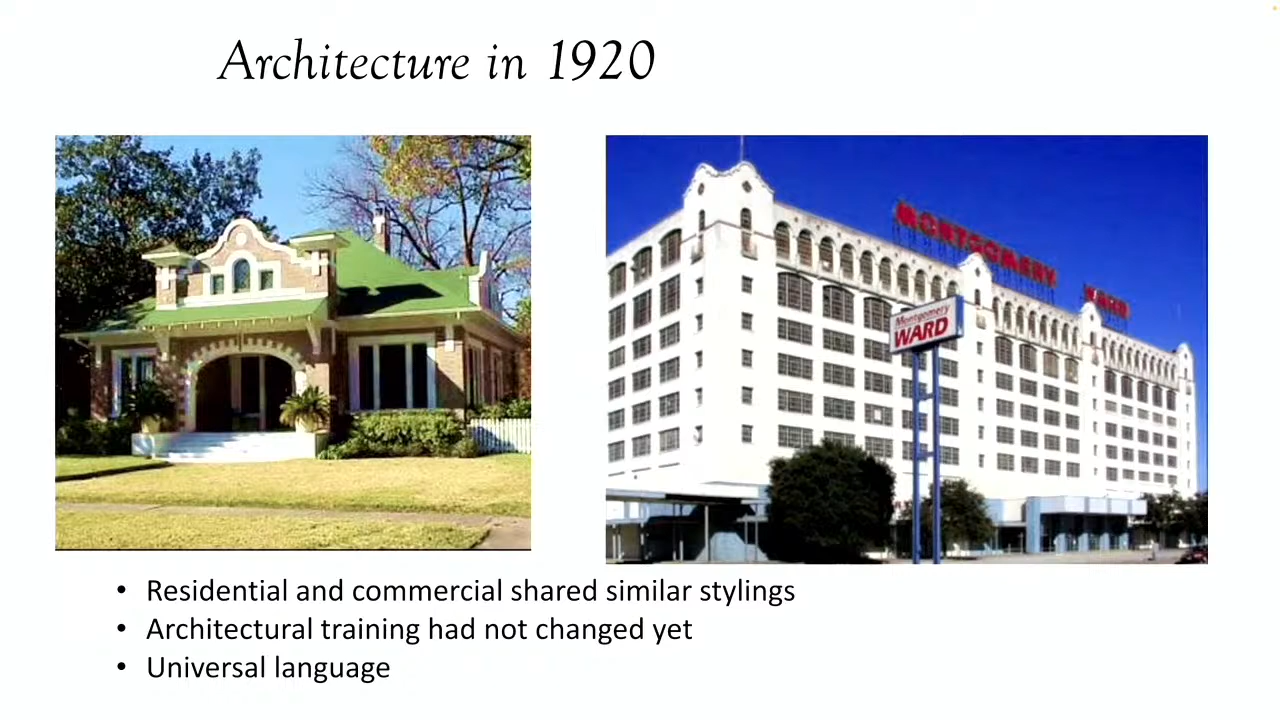 Architecture in 1920
MONTGOMERY
WARD
Montgomery
WARD
• Residential and commercial shared similar stylings
• Architectural training had not changed yet
• Universal language